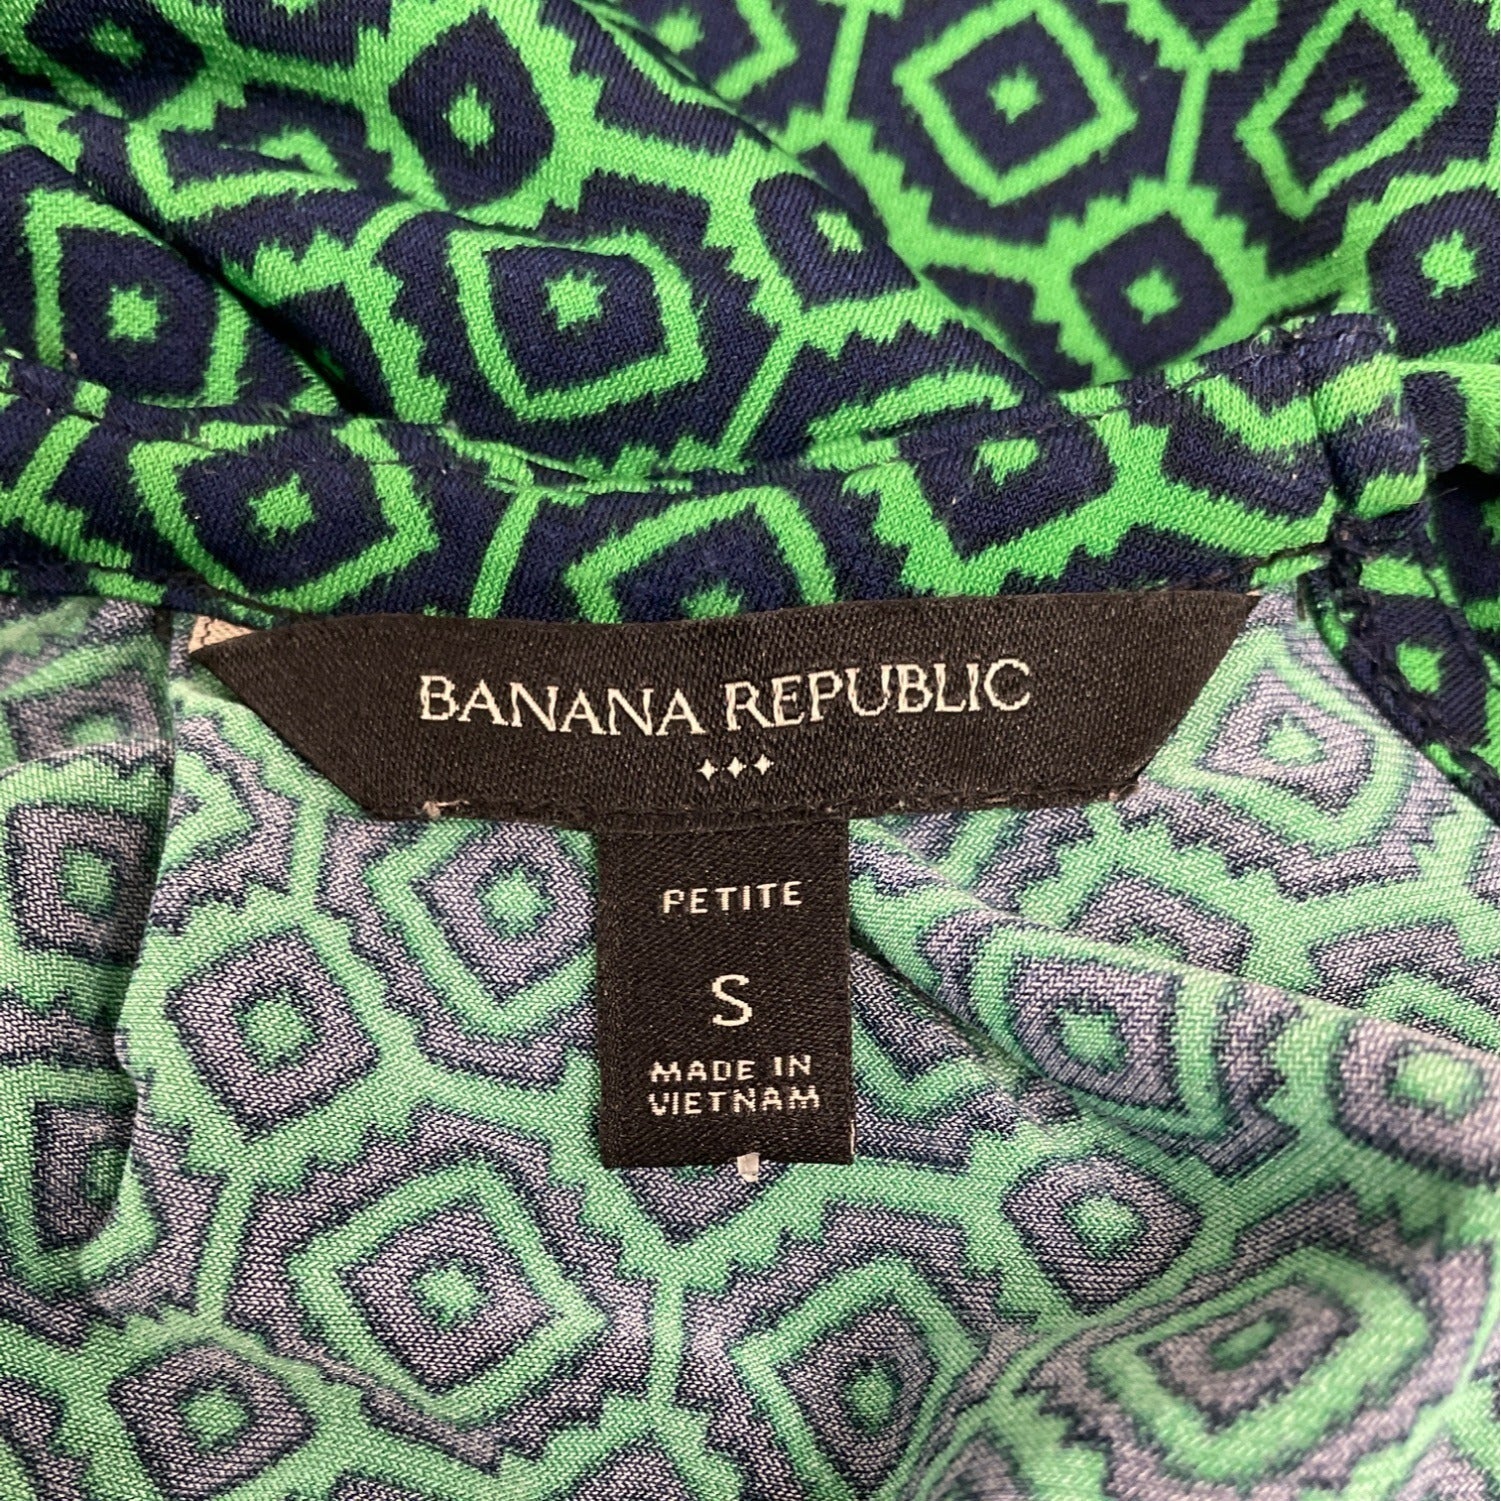 BANANA REPUBLIC
PETITE
S
MADE IN
VIETNAM